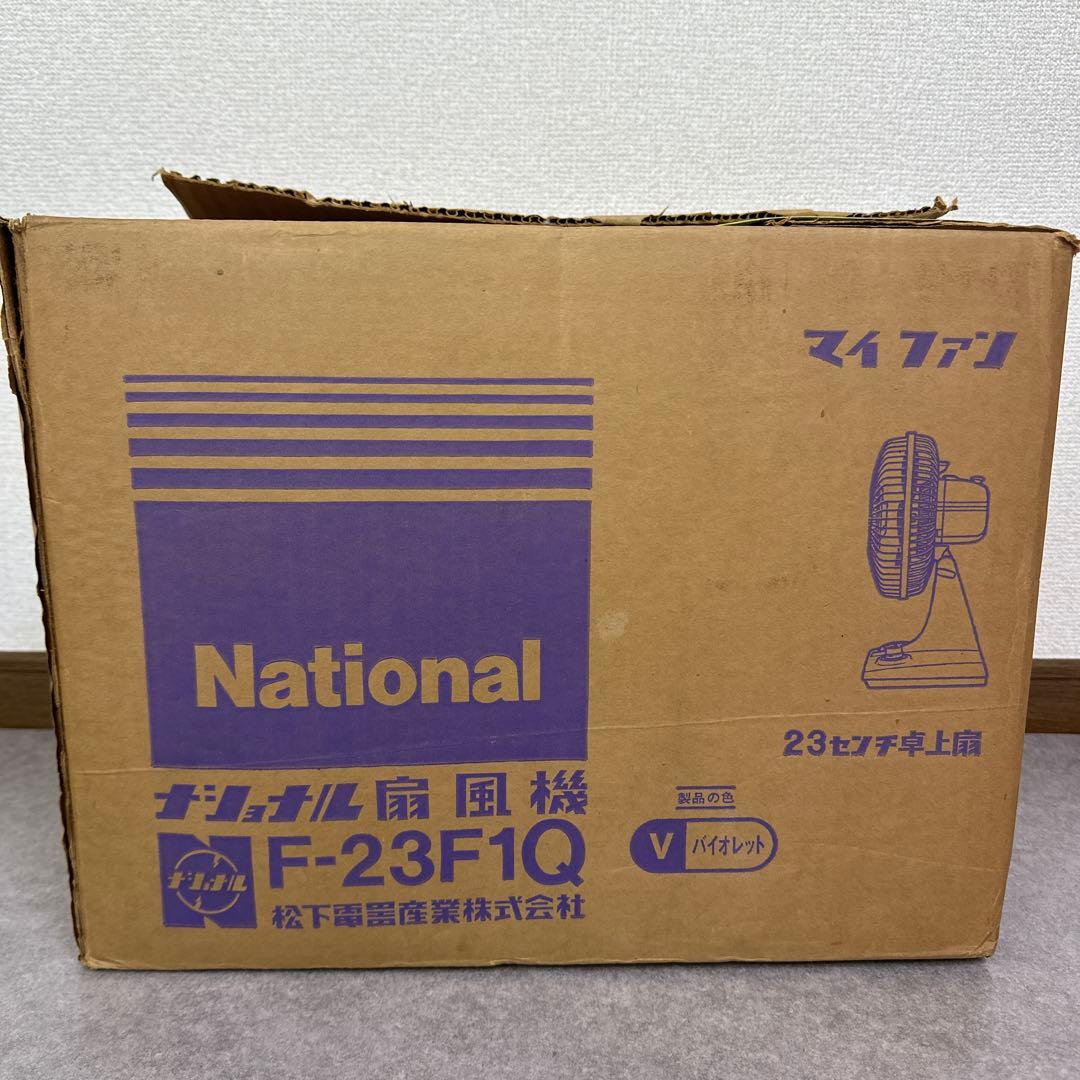 マイ ファン
National
23センチ卓上扇
ナショナル 扇風機
製品の色
F-23F1Q
V バイオレット
ナショナル
松下電器産業株式会社